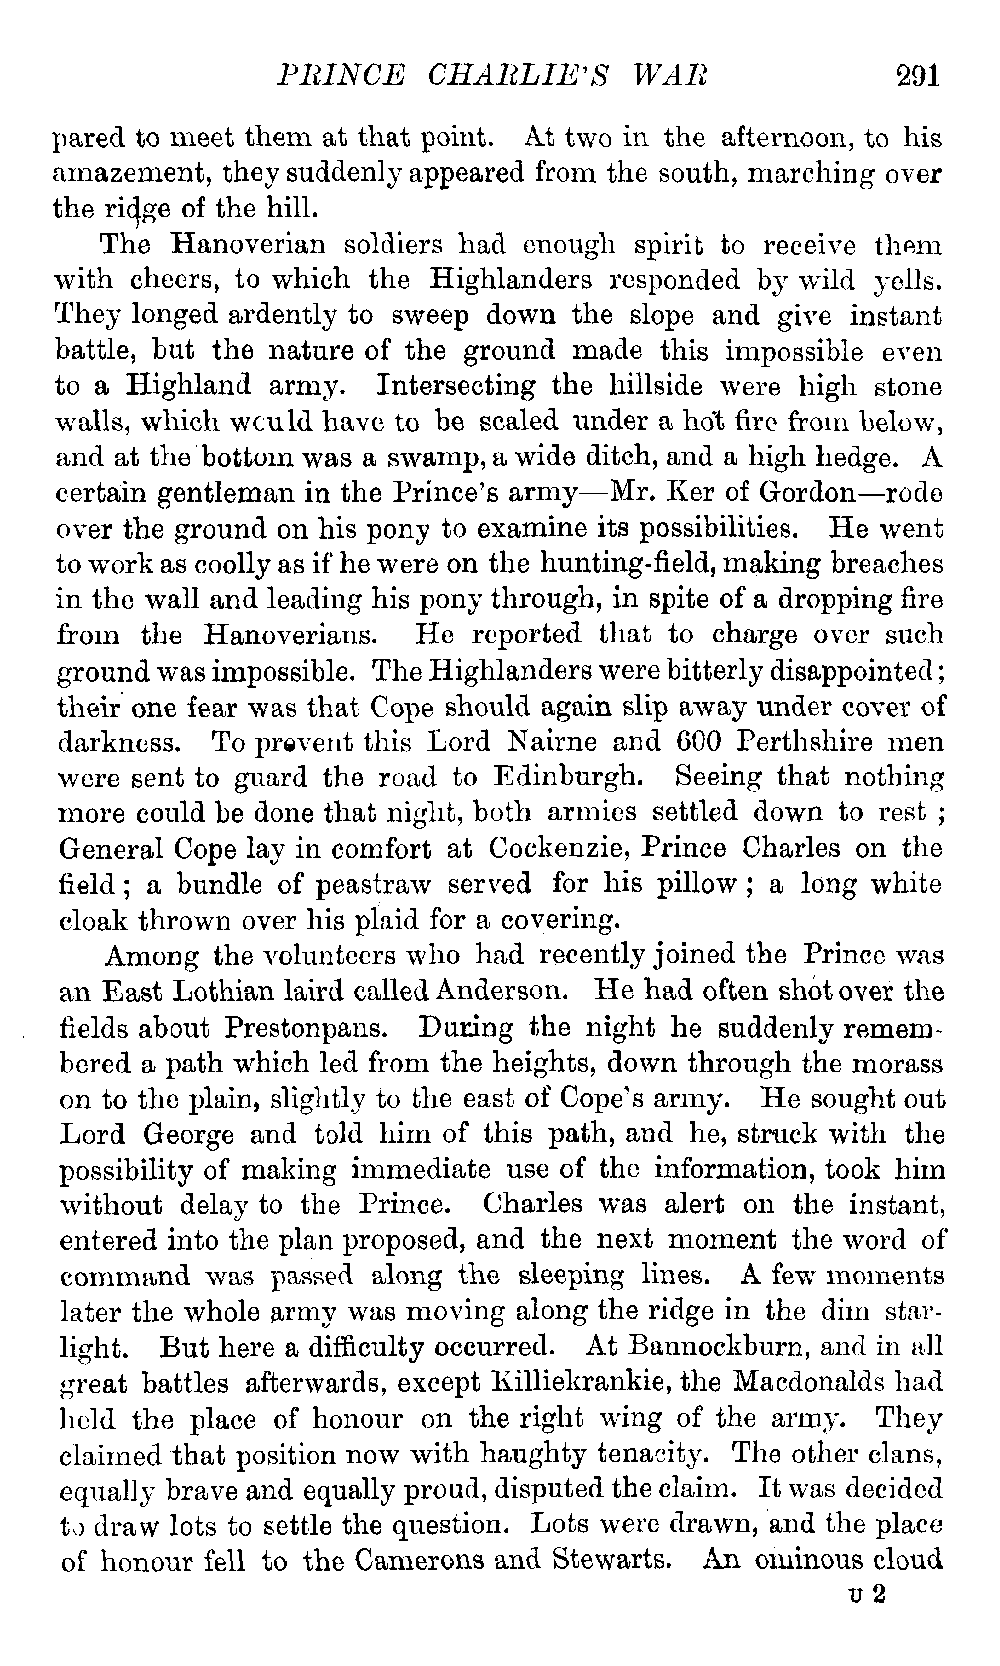 PRINCE CHARLIE'S WAR 291
pared to meet them at that point. At two in the afternoon, to his
amazement, they suddenly appeared from the south, marching over
the ridge of the hill.
The Hanoverian soldiers had enough spirit to receive them
with cheers, to which the Highlanders responded by wild yells.
They longed ardently to sweep down the slope and give instant
battle, but the nature of the ground made this impossible even
to a Highland army. Intersecting the hillside were high stone
walls, which would have to be scaled under a hot fire from below,
and at the bottom was a swamp, a wide ditch, and a high hedge. A
certain gentleman in the Prince's army—Mr. Ker of Gordon—rode
over the ground on his pony to examine its possibilities. He went
to work as coolly as if he were on the hunting-field, making breaches
in the wall and leading his pony through, in spite of a dropping fire
from the Hanoverians. He reported that to charge over such
ground was impossible. The Highlanders were bitterly disappointed;
their one fear was that Cope should again slip away under cover of
darkness. To prevent this Lord Nairne and 600 Perthshire men
were sent to guard the road to Edinburgh. Seeing that nothing
more could be done that night, both armies settled down to rest ;
General Cope lay in comfort at Cockenzie, Prince Charles on the
field ; a bundle of peastraw served for his pillow ; a long white
cloak thrown over his plaid for a covering.
Among the volunteers who had recently joined the Prince was
an East Lothian laird called Anderson. He had often shot over the
fields about Prestonpans. During the night he suddenly remem-
bered a path which led from the heights, down through the morass
on to the plain, slightly to the east of Cope's army. He sought out
Lord George and told him of this path, and he, struck with the
possibility of making immediate use of the information, took him
without delay to the Prince. Charles was alert on the instant,
entered into the plan proposed, and the next moment the word of
command was passed along the sleeping lines. A few moments
later the whole army was moving along the ridge in the dim star-
light. But here a difficulty occurred. At Bannockburn, and in all
great battles afterwards, except Killiekrankie, the Macdonalds had
held the place of honour on the right wing of the army. They
claimed that position now with haughty tenacity. The other clans,
equally brave and equally proud, disputed the claim. It was decided
to draw lots to settle the question. Lots were drawn, and the place
of honour fell to the Camerons and Stewarts. An ominous cloud
U 2